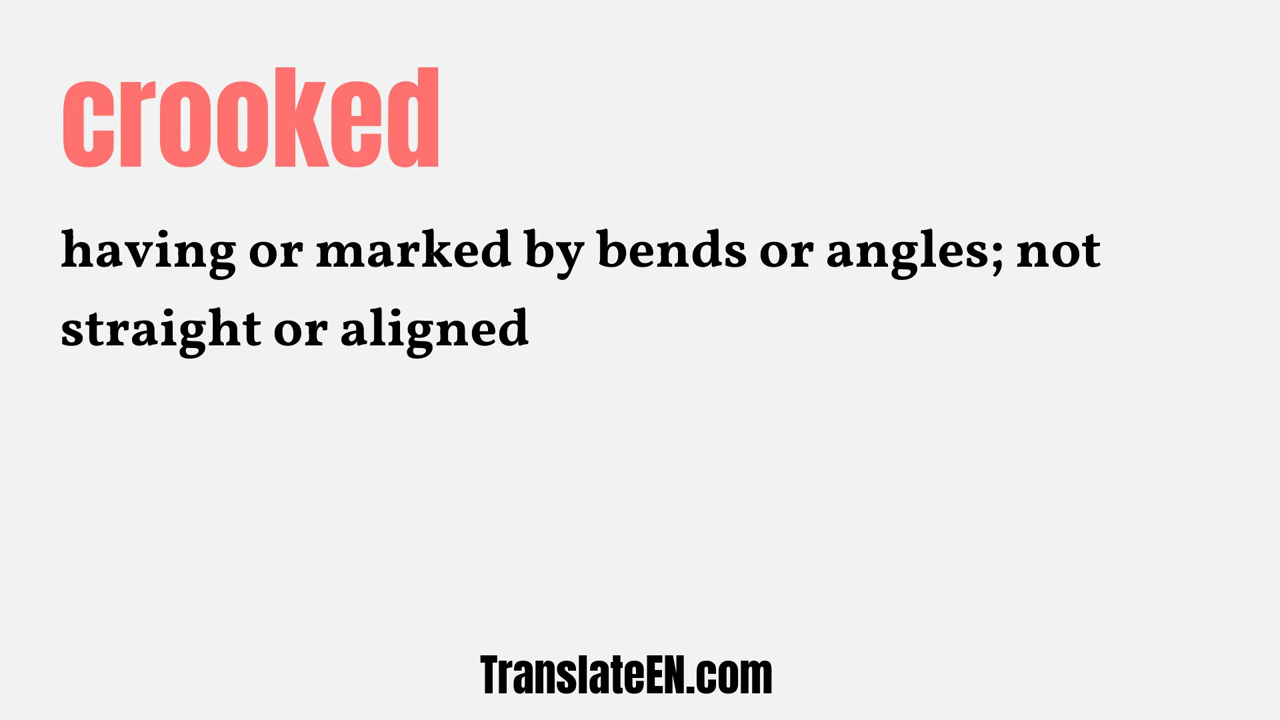 crooked
having or marked by bends or angles; not
straight or aligned
TranslateEN.com